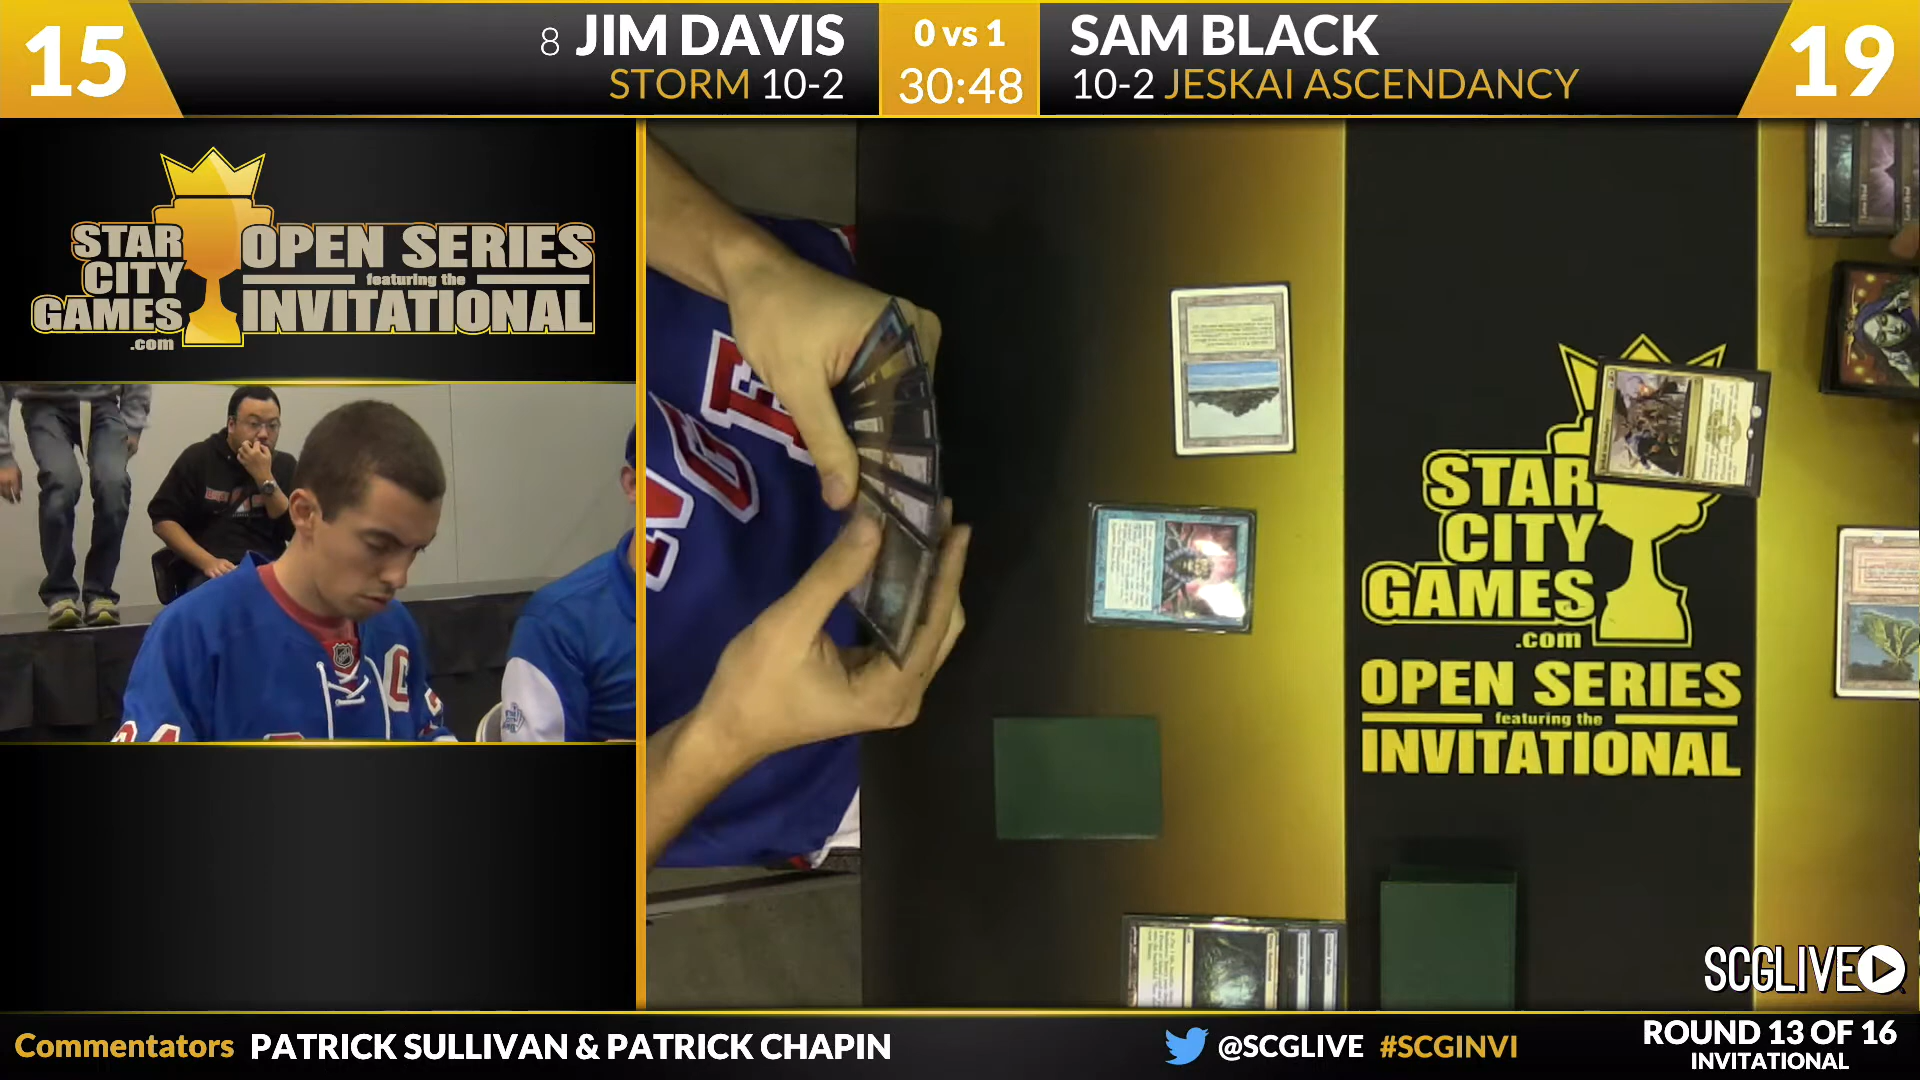 15
8 JIM DAVIS
STORM 10-2
0 vs 1
30:48
SAM BLACK
10-2 JESKAI ASCENDANCY
19
STAR CITY GAMES .com
OPEN SERIES
featuring the
INVITATIONAL
C
STAR
CITY
GAMES
.com
OPEN SERIES
featuring the
INVITATIONAL
SCGLIVE
Commentators PATRICK SULLIVAN & PATRICK CHAPIN
@SCGLIVE #SCGINVI
ROUND 13 OF 16
INVITATIONAL